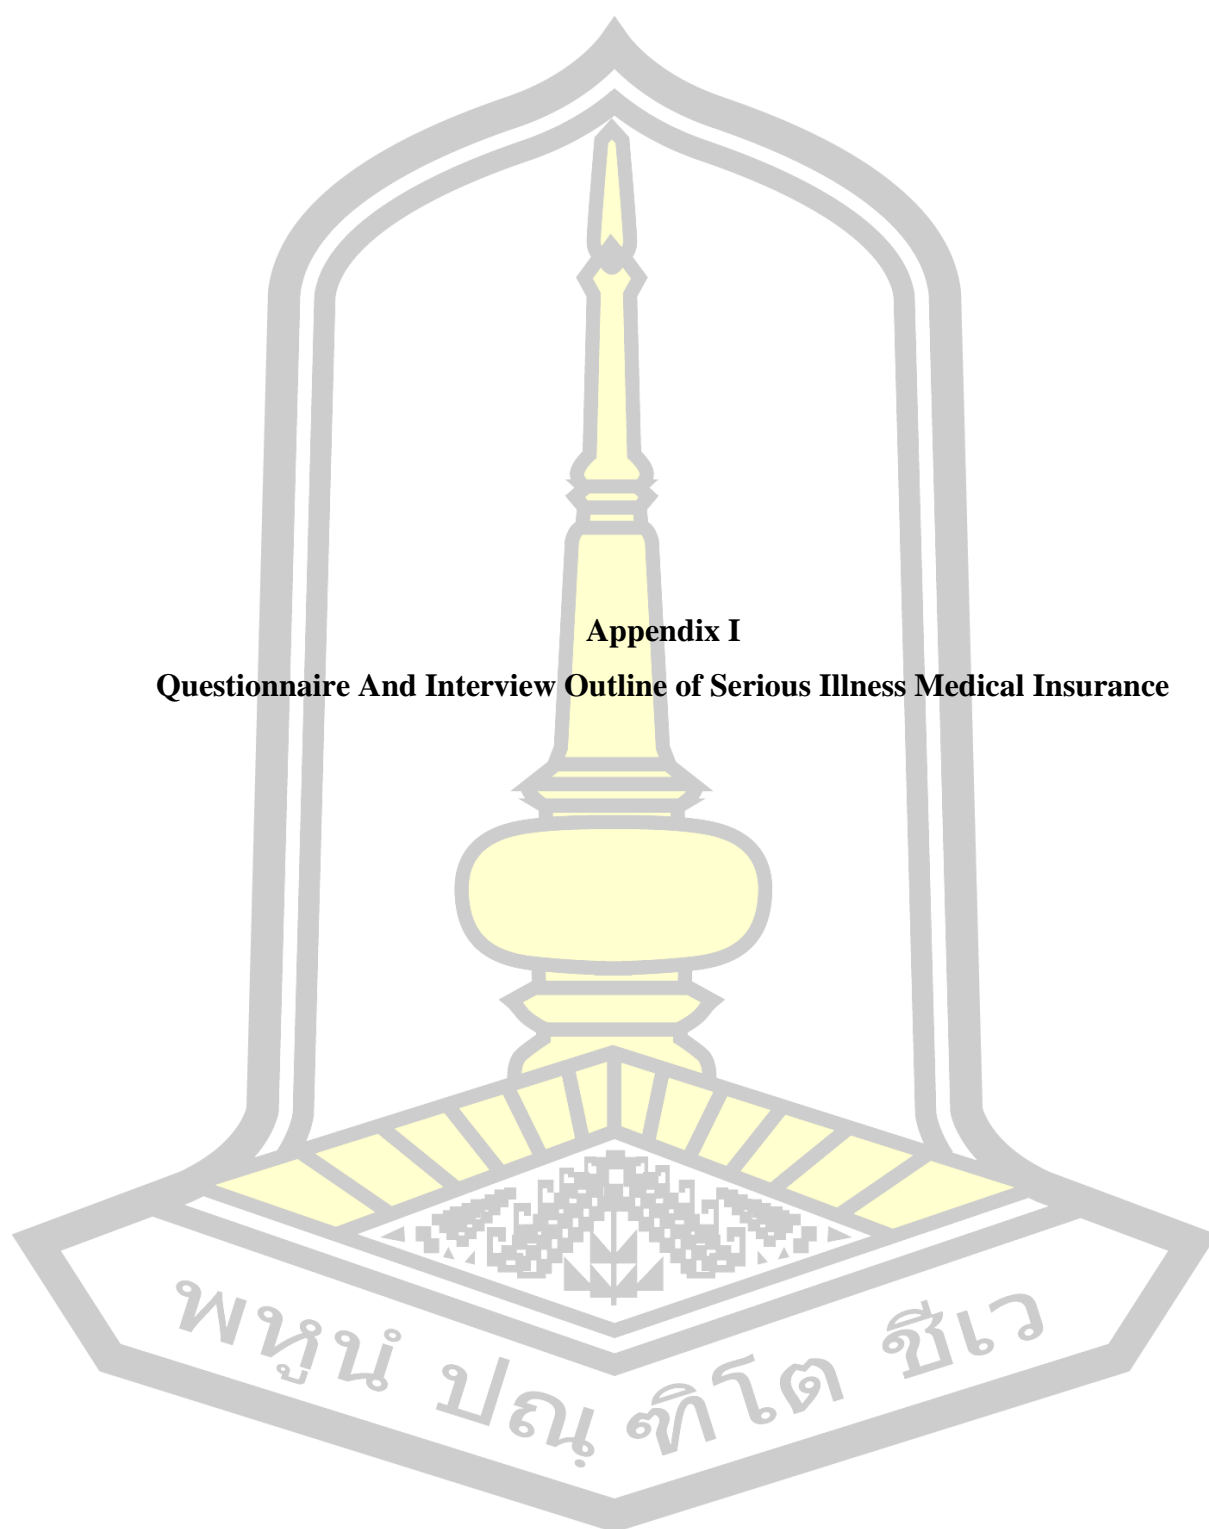 Appendix I
Questionnaire And Interview Outline of Serious Illness Medical Insurance
พหูนํ ปณฺฑิโต ชีเว